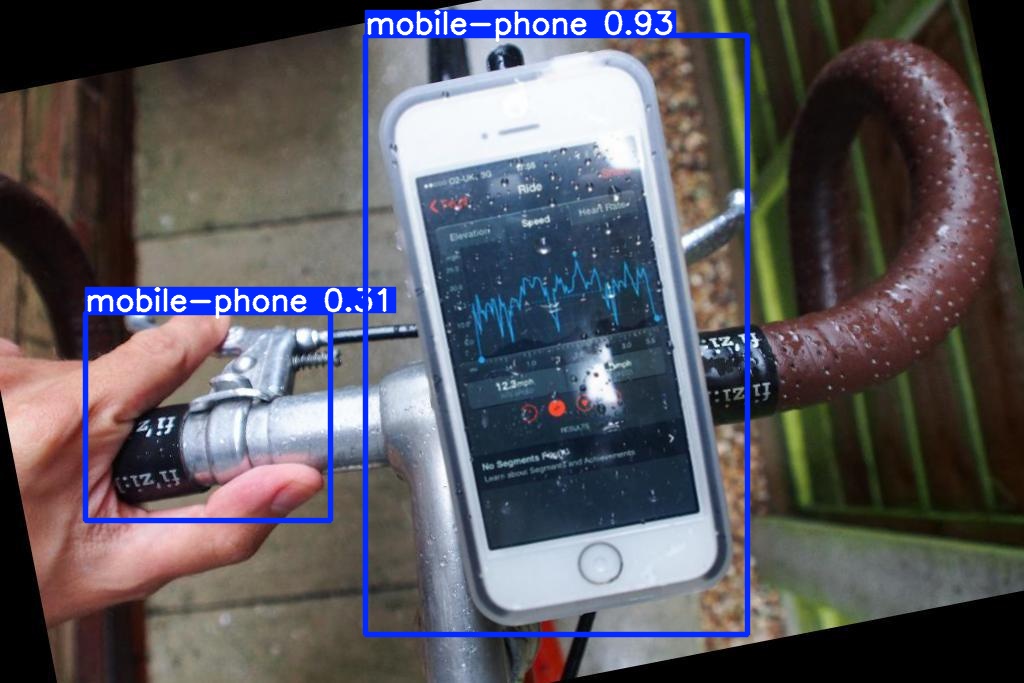 mobile-phone 0.93
O2-UK 3G
Ride
Elevation
Speed
Heart Rate
mobile-phone 0.31
12.3mph
RESULTS
No Segments Found
Learn about Segments and Achievements
fi'zi:k
fi'zi:
fi'zi: